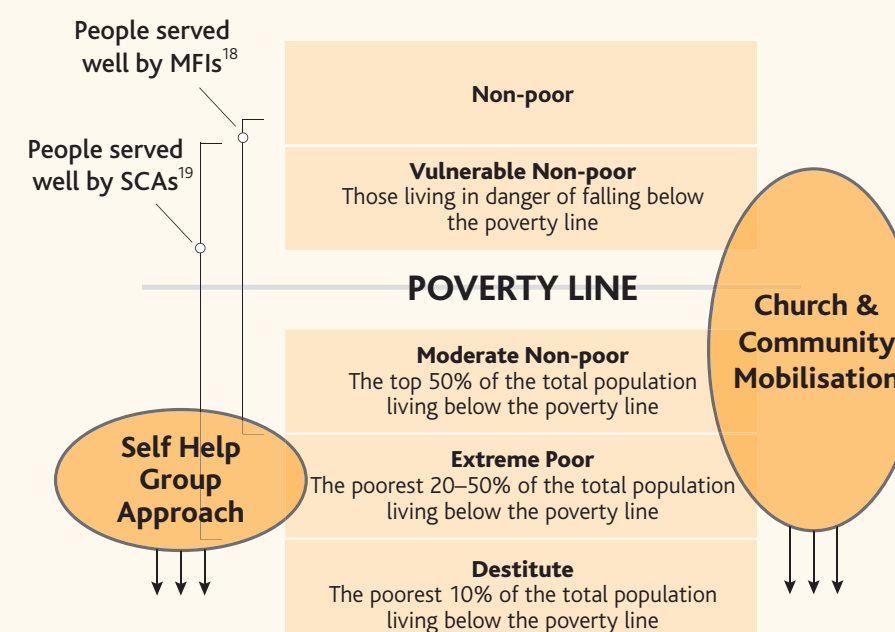 People served
well by MFIs18
People served
well by SCAs19
Non-poor
Vulnerable Non-poor
Those living in danger of falling below
the poverty line
POVERTY LINE
Church &
Community
Mobilisation
Moderate Non-poor
The top 50% of the total population
living below the poverty line
Self Help
Group
Approach
Extreme Poor
The poorest 20–50% of the total population
living below the poverty line
Destitute
The poorest 10% of the total population
living below the poverty line